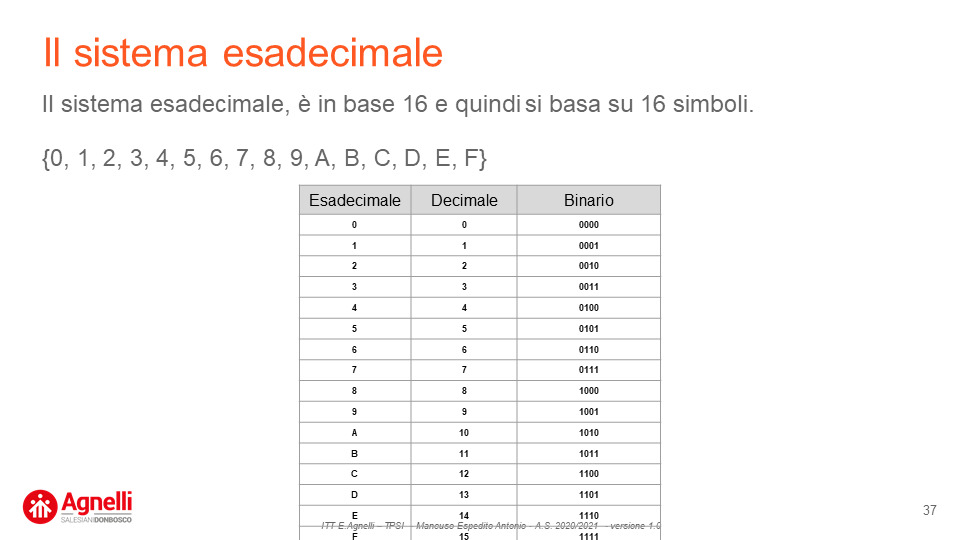 Il sistema esadecimale
Il sistema esadecimale, è in base 16 e quindi si basa su 16 simboli.
{0, 1, 2, 3, 4, 5, 6, 7, 8, 9, A, B, C, D, E, F}
Esadecimale Decimale Binario
0 0 0000
1 1 0001
2 2 0010
3 3 0011
4 4 0100
5 5 0101
6 6 0110
7 7 0111
8 8 1000
9 9 1001
A 10 1010
B 11 1011
C 12 1100
D 13 1101
E 14 1110
F 15 1111
Agnelli
SALESIANI DONBOSCO
ITT E.Agnelli – TPSI – Mancuso Espedito Antonio - A.S. 2020/2021 – versione 1.0
37